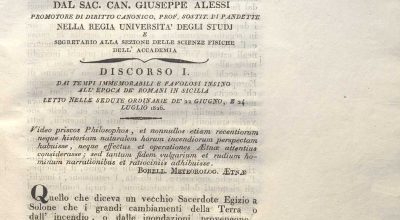 DAL SAC. CAN. GIUSEPPE ALESSI
PROMOTORE DI DIRITTO CANONICO, PROF. SOSTIT. DI PANDETTE
NELLA REGIA UNIVERSITA' DEGLI STUDJ
E
SEGRETARIO ALLA SEZIONE DELLE SCIENZE FISICHE
DELL' ACCADEMIA
DISCORSO I.
DAI TEMPI IMMEMORABILI E FAVOLOSI INSINO
ALL' EPOCA DE' ROMANI IN SICILIA
LETTO NELLE SEDUTE ORDINARIE DE' 22 GIUGNO, E 24
LUGLIO 1826.
Video priscos Philosophos, et nonnullos etiam recentiorum
neque historiam naturalem horum incendiorum perspectam
habuisse, neque effectus et operationes Ætnæ attentius
considerasse; sed tantum fidem vulgarium et rudium ho-
minum narrationibus et ratiociniis adhibuisse.
BORELL. METEOROLOG. ÆTNÆ
Quello che diceva un vecchio Sacerdote Egizio a
Solone che i grandi cambiamenti della Terra o
dall' incendio, o dalle inondazioni pervengono